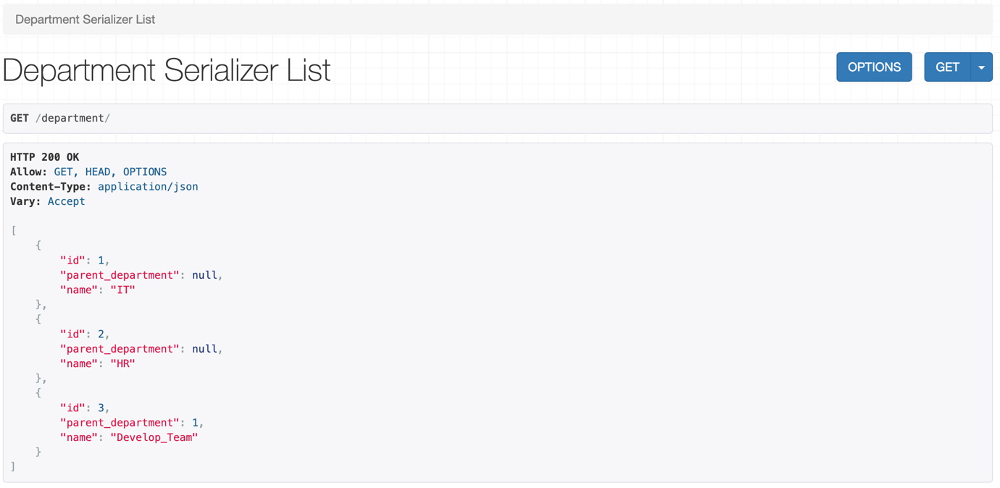 Department Serializer List
Department Serializer List
OPTIONS
GET
GET /department/
HTTP 200 OK
Allow: GET, HEAD, OPTIONS
Content-Type: application/json
Vary: Accept
[
    {
        "id": 1,
        "parent_department": null,
        "name": "IT"
    },
    {
        "id": 2,
        "parent_department": null,
        "name": "HR"
    },
    {
        "id": 3,
        "parent_department": 1,
        "name": "Develop_Team"
    }
]